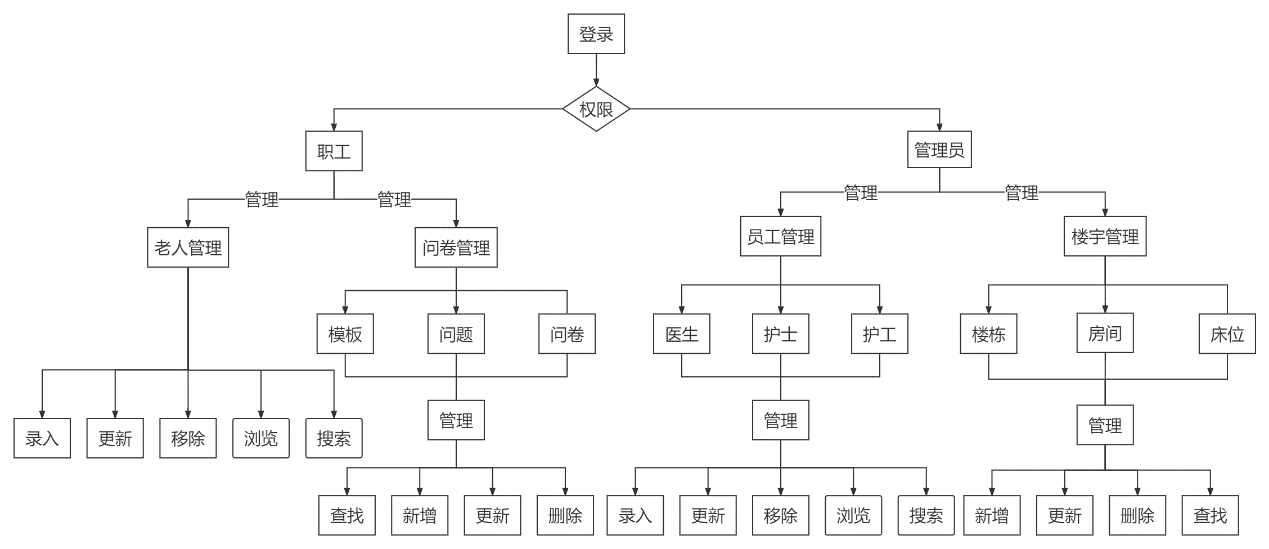 登录
权限
职工
管理员
管理
管理
管理
管理
老人管理
问卷管理
员工管理
楼宇管理
模板
问题
问卷
医生
护士
护工
楼栋
房间
床位
管理
管理
管理
录入
更新
移除
浏览
搜索
查找
新增
更新
删除
录入
更新
移除
浏览
搜索
新增
更新
删除
查找